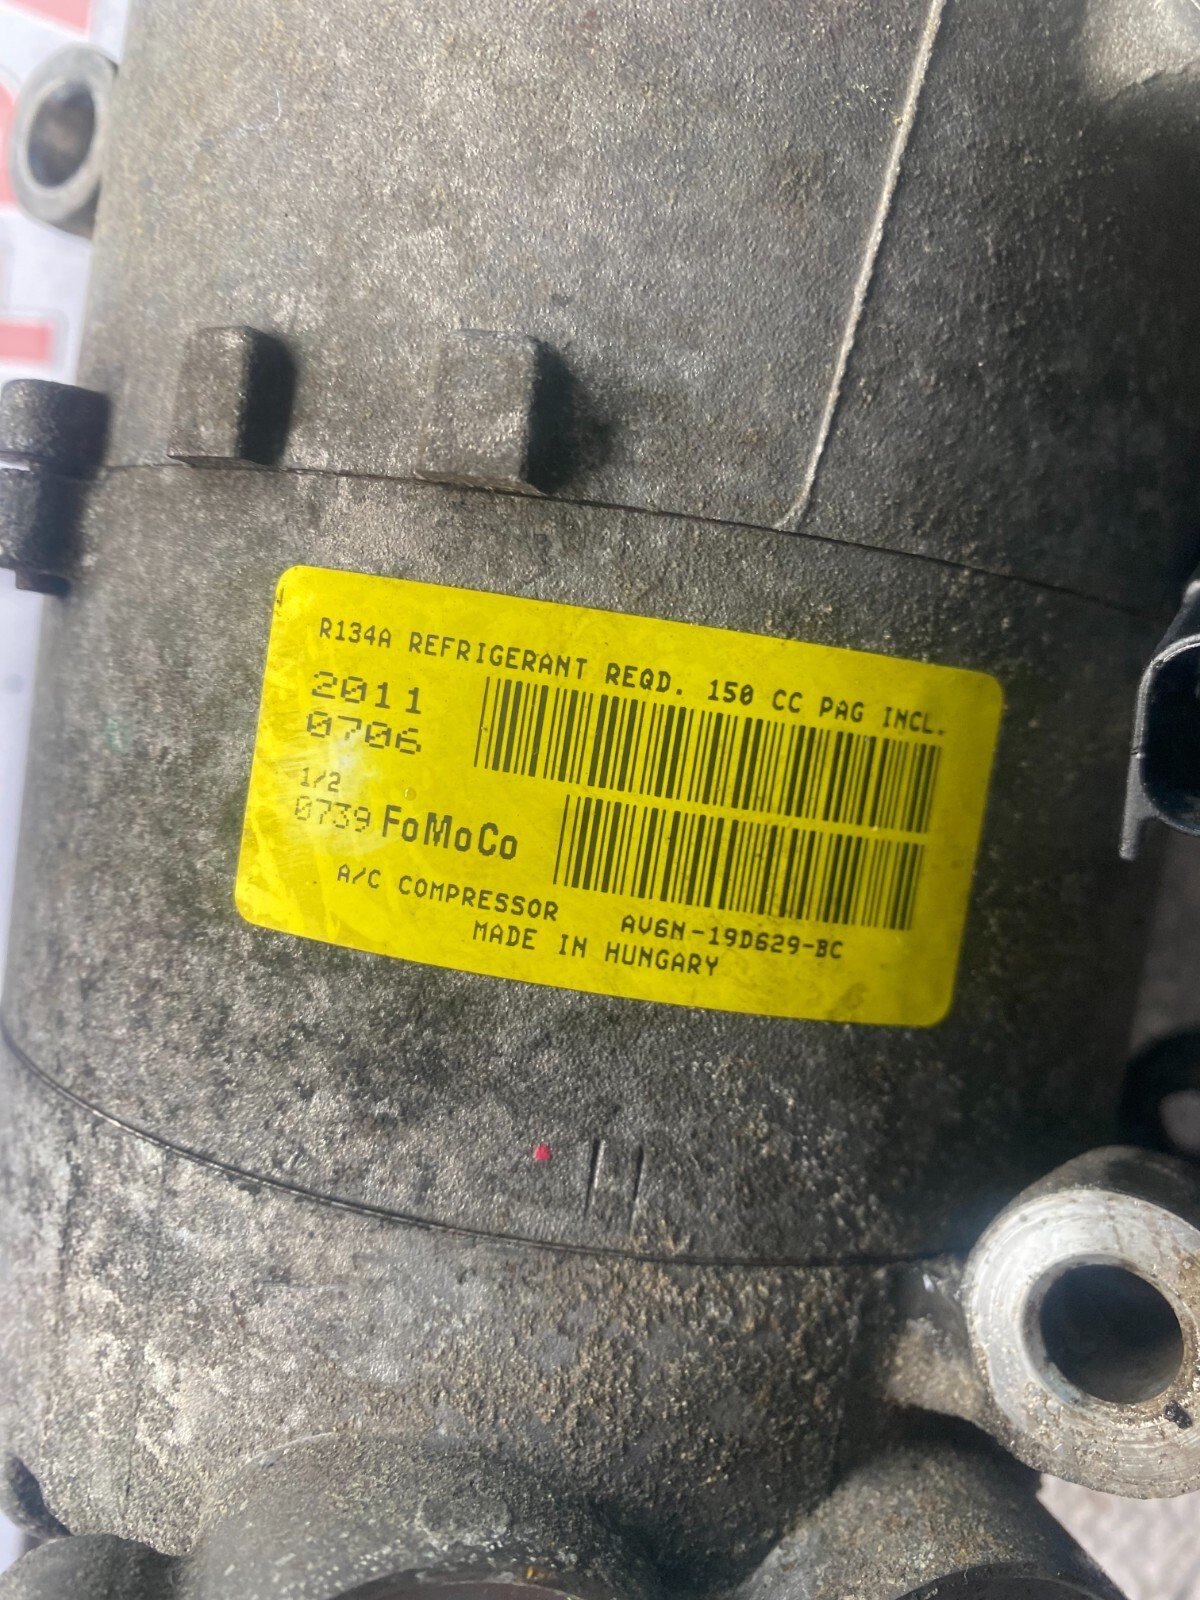 R134A REFRIGERANT REQD. 150 CC PAG INCL.
2011
0706
1/2
0739 FoMoCo
A/C COMPRESSOR AV6N-19D629-BC
MADE IN HUNGARY